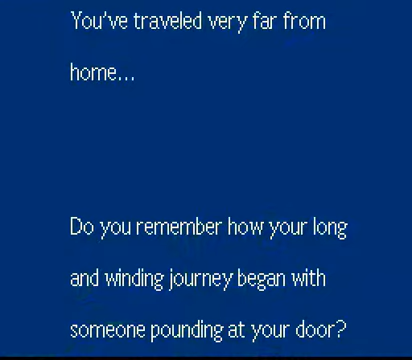 You've traveled very far from
home...
Do you remember how your long
and winding journey began with
someone pounding at your door?